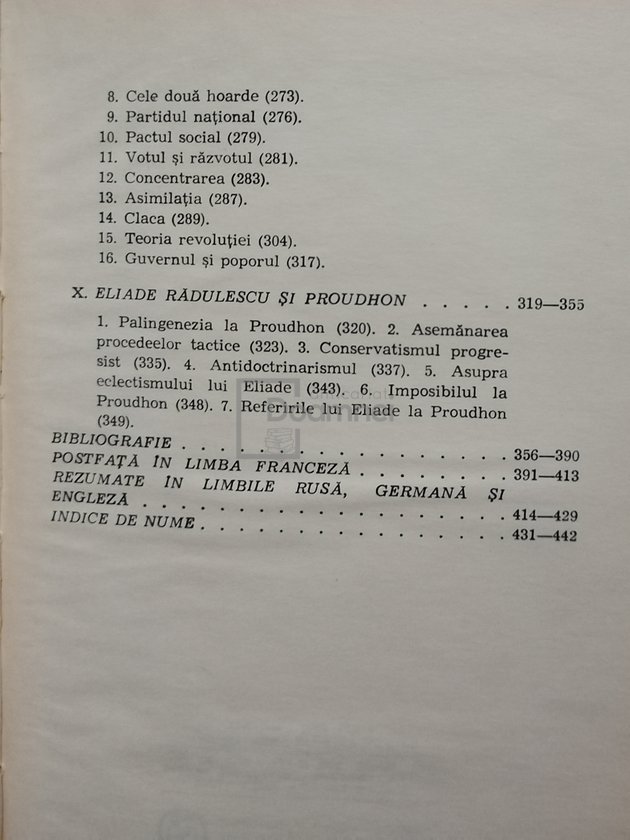 8. Cele două hoarde (273).
9. Partidul național (276).
10. Pactul social (279).
11. Votul și răzvotul (281).
12. Concentrarea (283).
13. Asimilația (287).
14. Claca (289).
15. Teoria revoluției (304).
16. Guvernul și poporul (317).
X. ELIADE RĂDULESCU ȘI PROUDHON . . . . . 319—355
1. Palingenezia la Proudhon (320). 2. Asemănarea
procedeelor tactice (323). 3. Conservatismul progre-
sist (335). 4. Antidoctrinarismul (337). 5. Asupra
eclectismului lui Eliade (343). 6. Imposibilul la
Proudhon (348). 7. Referirile lui Eliade la Proudhon
(349).
BIBLIOGRAFIE . . . . . . . . . . . . . . . 356—390
POSTFAȚĂ ÎN LIMBA FRANCEZĂ . . . . . . . . 391—413
REZUMATE ÎN LIMBILE RUSĂ, GERMANĂ ȘI
ENGLEZĂ . . . . . . . . . . . . . . . . . 414—429
INDICE DE NUME . . . . . . . . . . . . . . 431—442